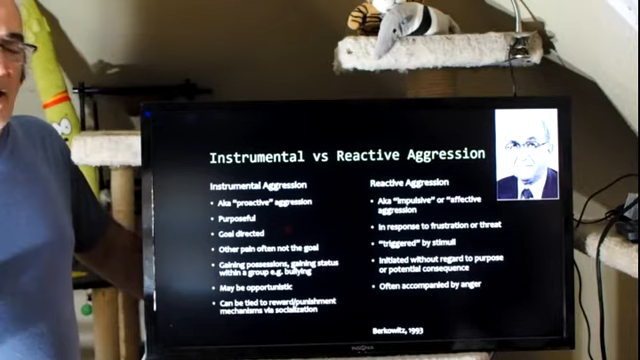 Instrumental vs Reactive Aggression
Instrumental Aggression
• Aka "proactive" aggression
• Purposeful
• Goal directed
• Other pain often not the goal
• Gaining possessions, gaining status
within a group e.g. bullying
• May be opportunistic
• Can be tied to reward/punishment
mechanisms via socialization
Reactive Aggression
• Aka "impulsive" or "affective
aggression
• In response to frustration or threat
• "triggered" by stimuli
• Initiated without regard to purpose
or potential consequence
• Often accompanied by anger
Berkowitz, 1993
INSIGNIA